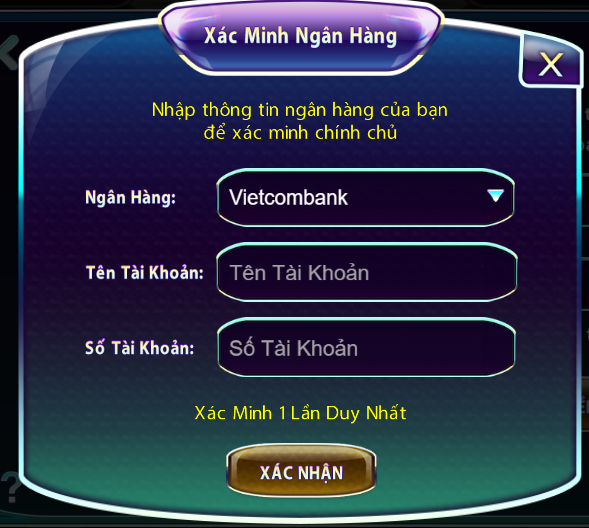 Xác Minh Ngân Hàng
X
Nhập thông tin ngân hàng của bạn
để xác minh chính chủ
Ngân Hàng: Vietcombank
Tên Tài Khoản: Tên Tài Khoản
Số Tài Khoản: Số Tài Khoản
Xác Minh 1 Lần Duy Nhất
XÁC NHẬN
?